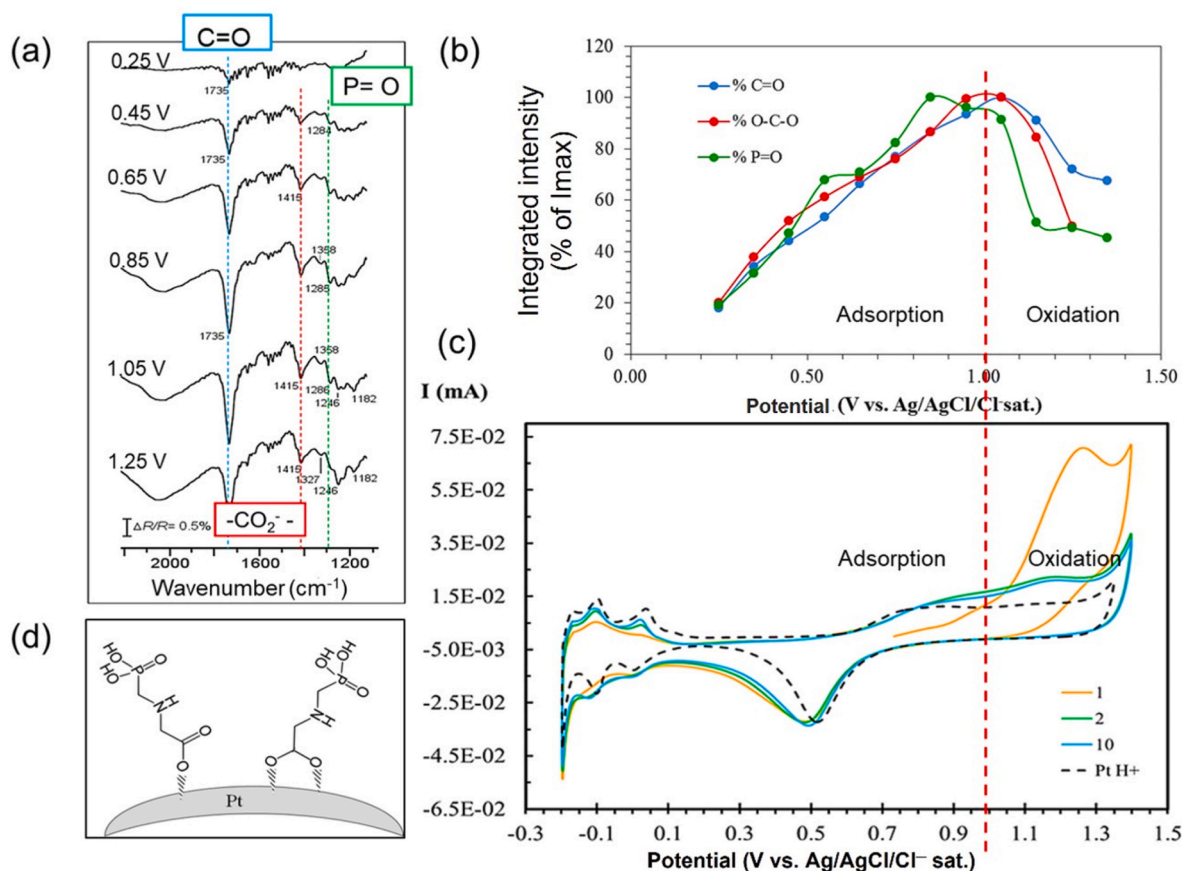 (a)
C=O
P= O
0.25 V
1735
0.45 V
1284
1735
0.65 V
1415
0.85 V
1358
1285
1735
1.05 V
1358
1415
1286
1246
1182
1.25 V
1415
1327
1246
1182
-CO₂⁻ -
ΔR/R= 0.5%
2000 1600 1200
Wavenumber (cm⁻¹)
(b)
Integrated intensity
(% of Imax)
120
100
80
60
40
20
0
% C=O
% O-C-O
% P=O
Adsorption
Oxidation
0.00 0.50 1.00 1.50
Potential (V vs. Ag/AgCl/Cl⁻sat.)
(c)
I (mA)
7.5E-02
5.5E-02
3.5E-02
1.5E-02
-5.0E-03
-2.5E-02
-4.5E-02
-6.5E-02
Adsorption
Oxidation
1
2
10
Pt H+
-0.3 -0.1 0.1 0.3 0.5 0.7 0.9 1.1 1.3 1.5
Potential (V vs. Ag/AgCl/Cl⁻ sat.)
(d)
HO
HO
P
O
N
H
O
O
HO
OH
P
O
N
H
O
O
Pt